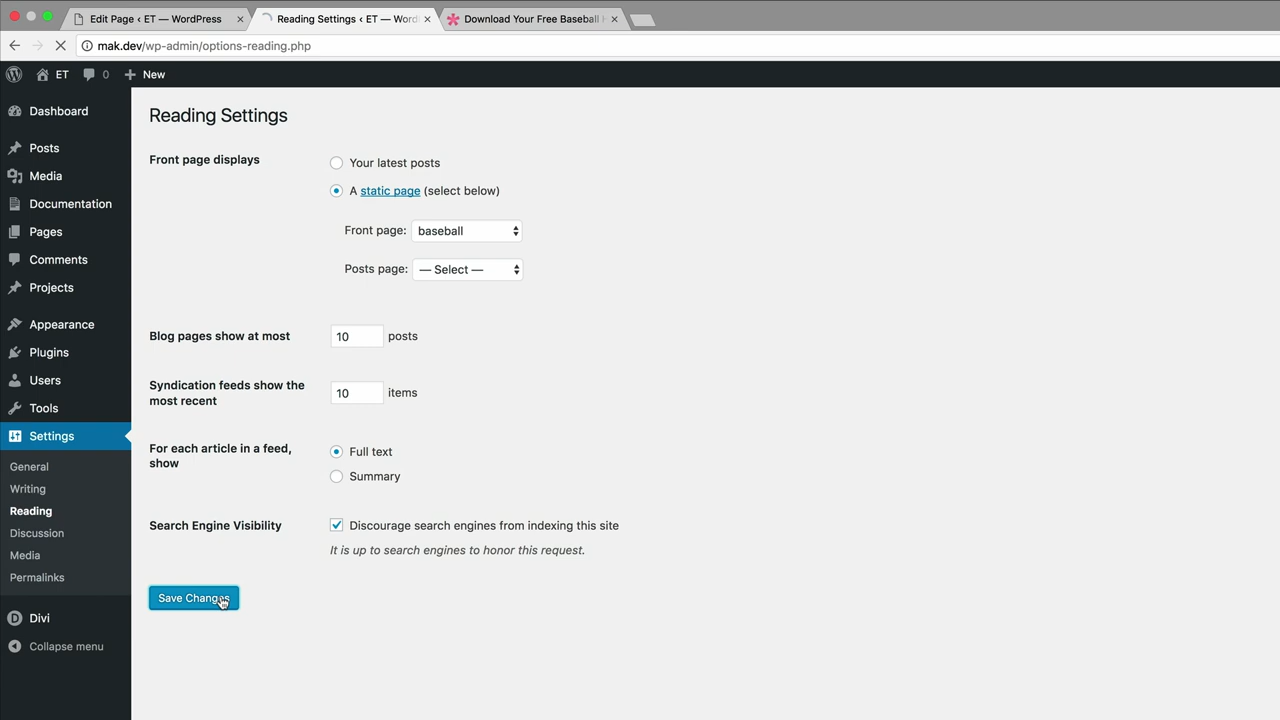 Edit Page ‹ ET — WordPress
Reading Settings ‹ ET — Word
Download Your Free Baseball
mak.dev/wp-admin/options-reading.php
ET
0
New
Dashboard
Posts
Media
Documentation
Pages
Comments
Projects
Appearance
Plugins
Users
Tools
Settings
General
Writing
Reading
Discussion
Media
Permalinks
Divi
Collapse menu
Reading Settings
Front page displays
Your latest posts
A static page (select below)
Front page: baseball
Posts page: — Select —
Blog pages show at most 10 posts
Syndication feeds show the
most recent
10 items
For each article in a feed,
show
Full text
Summary
Search Engine Visibility
Discourage search engines from indexing this site
It is up to search engines to honor this request.
Save Changes